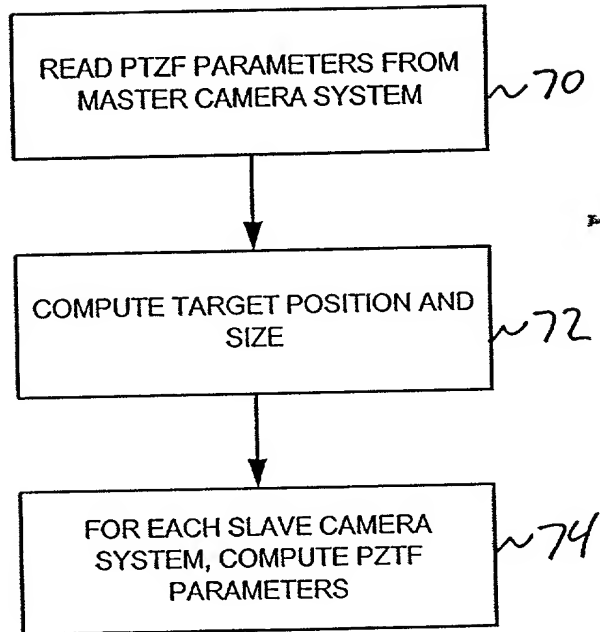 READ PTZF PARAMETERS FROM
MASTER CAMERA SYSTEM
70
COMPUTE TARGET POSITION AND
SIZE
72
FOR EACH SLAVE CAMERA
SYSTEM, COMPUTE PZTF
PARAMETERS
74